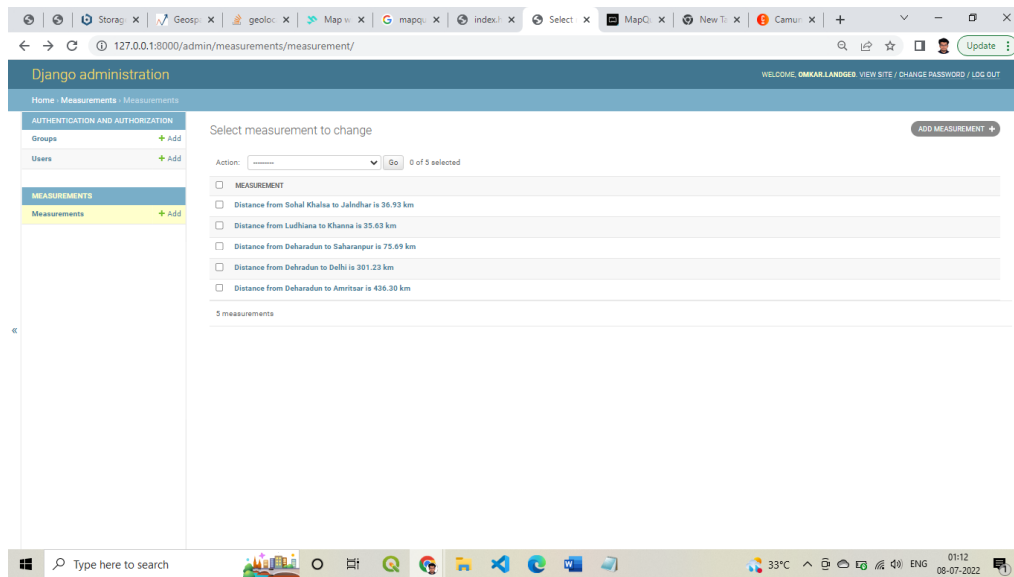 Storag
Geosp
geoloc
Map w
mapqu
index.h
Select
MapQ
New Ta
Camun
127.0.0.1:8000/admin/measurements/measurement/
Update
Django administration
WELCOME, OMKAR.LANDGE0. VIEW SITE / CHANGE PASSWORD / LOG OUT
Home › Measurements › Measurements
AUTHENTICATION AND AUTHORIZATION
Groups + Add
Users + Add
MEASUREMENTS
Measurements + Add
«
Select measurement to change
ADD MEASUREMENT +
Action: --------- Go 0 of 5 selected
MEASUREMENT
Distance from Sohal Khalsa to Jalndhar is 36.93 km
Distance from Ludhiana to Khanna is 35.63 km
Distance from Deharadun to Saharanpur is 75.69 km
Distance from Dehradun to Delhi is 301.23 km
Distance from Deharadun to Amritsar is 436.30 km
5 measurements
Type here to search
33°C
ENG
01:12
08-07-2022